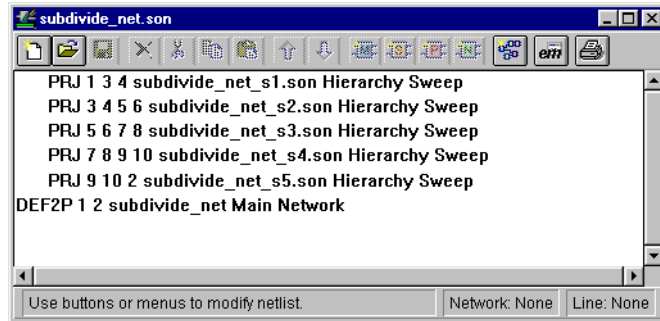 subdivide_net.son
em
PRJ 1 3 4 subdivide_net_s1.son Hierarchy Sweep
PRJ 3 4 5 6 subdivide_net_s2.son Hierarchy Sweep
PRJ 5 6 7 8 subdivide_net_s3.son Hierarchy Sweep
PRJ 7 8 9 10 subdivide_net_s4.son Hierarchy Sweep
PRJ 9 10 2 subdivide_net_s5.son Hierarchy Sweep
DEF2P 1 2 subdivide_net Main Network
Use buttons or menus to modify netlist. Network: None Line: None